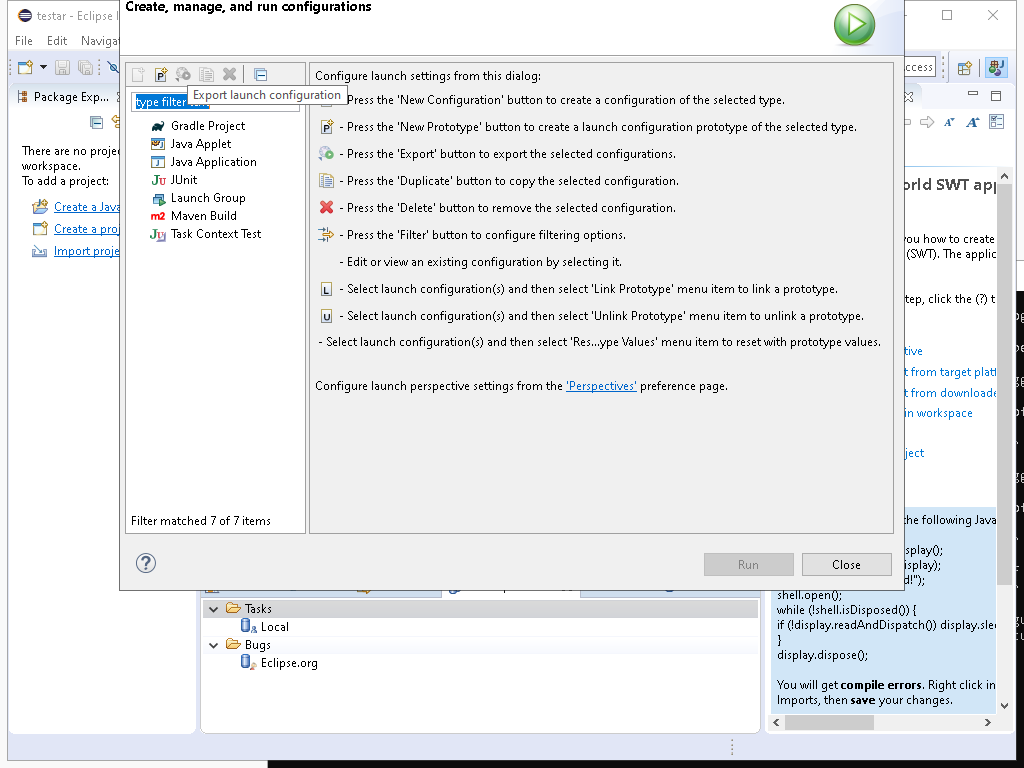 testar - Eclipse I
Create, manage, and run configurations
File Edit Navigat
ccess
Package Exp...
Configure launch settings from this dialog:
type filter
Export launch configuration
Press the 'New Configuration' button to create a configuration of the selected type.
- Press the 'New Prototype' button to create a launch configuration prototype of the selected type.
- Press the 'Export' button to export the selected configurations.
- Press the 'Duplicate' button to copy the selected configuration.
- Press the 'Delete' button to remove the selected configuration.
- Press the 'Filter' button to configure filtering options.
- Edit or view an existing configuration by selecting it.
- Select launch configuration(s) and then select 'Link Prototype' menu item to link a prototype.
- Select launch configuration(s) and then select 'Unlink Prototype' menu item to unlink a prototype.
- Select launch configuration(s) and then select 'Res...ype Values' menu item to reset with prototype values.
Configure launch perspective settings from the 'Perspectives' preference page.
Gradle Project
Java Applet
Java Application
JUnit
Launch Group
Maven Build
Task Context Test
Filter matched 7 of 7 items
Run
Close
There are no projec
workspace.
To add a project:
Create a Java
Create a proj
Import proje
Tasks
Local
Bugs
Eclipse.org
orld SWT app
you how to create
(SWT). The applic
tep, click the (?) t
tive
t from target platf
t from downloade
in workspace
ject
the following Java
splay();
isplay);
d!");
shell.open();
while (!shell.isDisposed()) {
if (!display.readAndDispatch()) display.slee
}
display.dispose();
You will get compile errors. Right click in
Imports, then save your changes.